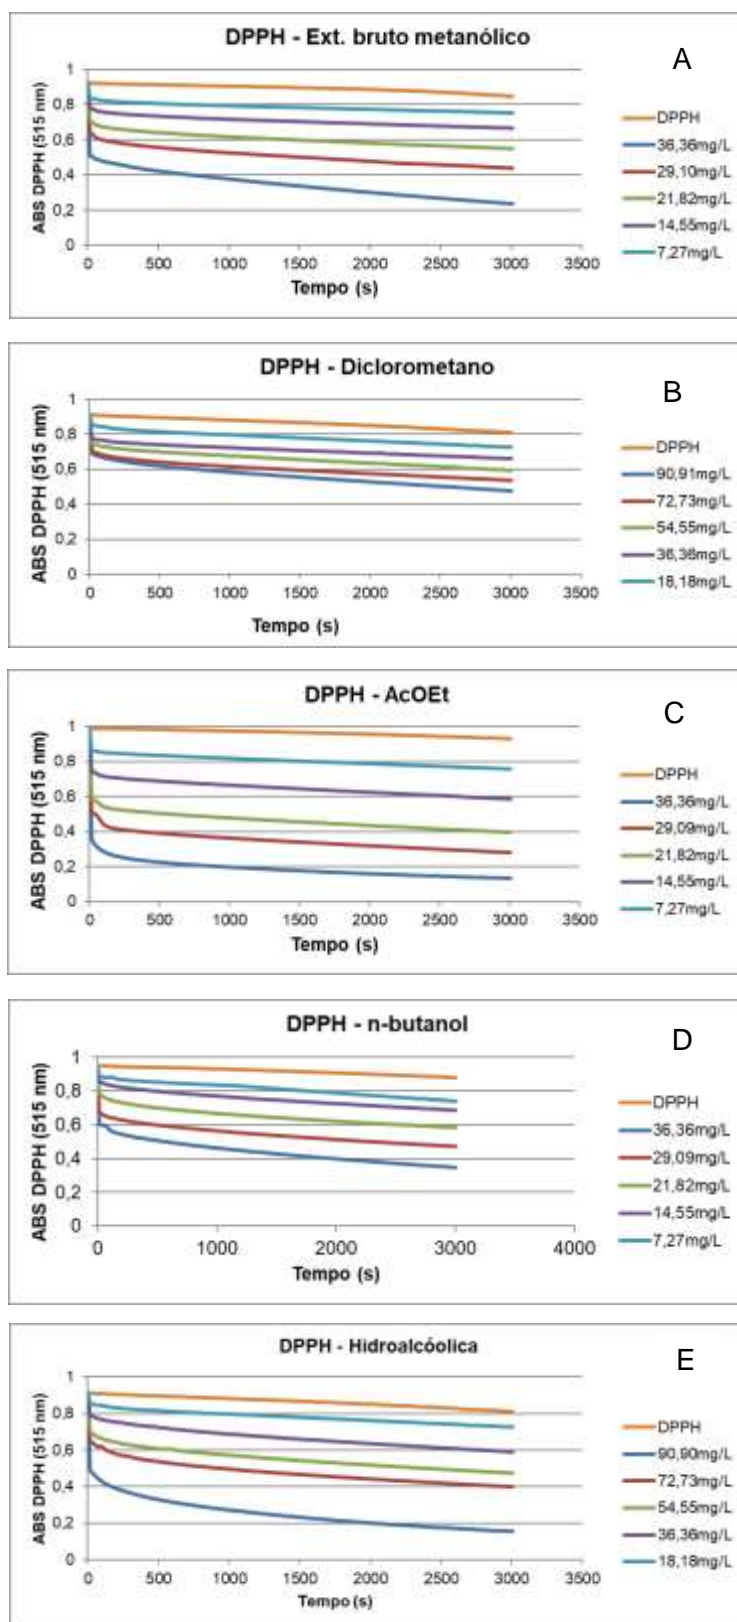 DPPH - Ext. bruto metanólico
A
ABS DPPH (515 nm)
1
0,8
0,6
0,4
0,2
0
0 500 1000 1500 2000 2500 3000 3500
Tempo (s)
DPPH
36,36mg/L
29,10mg/L
21,82mg/L
14,55mg/L
7,27mg/L
DPPH - Diclorometano
B
ABS DPPH (515 nm)
1
0,8
0,6
0,4
0,2
0
0 500 1000 1500 2000 2500 3000 3500
Tempo (s)
DPPH
90,91mg/L
72,73mg/L
54,55mg/L
36,36mg/L
18,18mg/L
DPPH - AcOEt
C
ABS DPPH (515 nm)
1
0,8
0,6
0,4
0,2
0
0 500 1000 1500 2000 2500 3000 3500
Tempo (s)
DPPH
36,36mg/L
29,09mg/L
21,82mg/L
14,55mg/L
7,27mg/L
DPPH - n-butanol
D
ABS DPPH (515 nm)
1
0,8
0,6
0,4
0,2
0
0 1000 2000 3000 4000
Tempo (s)
DPPH
36,36mg/L
29,09mg/L
21,82mg/L
14,55mg/L
7,27mg/L
DPPH - Hidroalcóolica
E
ABS DPPH (515 nm)
1
0,8
0,6
0,4
0,2
0
0 500 1000 1500 2000 2500 3000 3500
Tempo (s)
DPPH
90,90mg/L
72,73mg/L
54,55mg/L
36,36mg/L
18,18mg/L